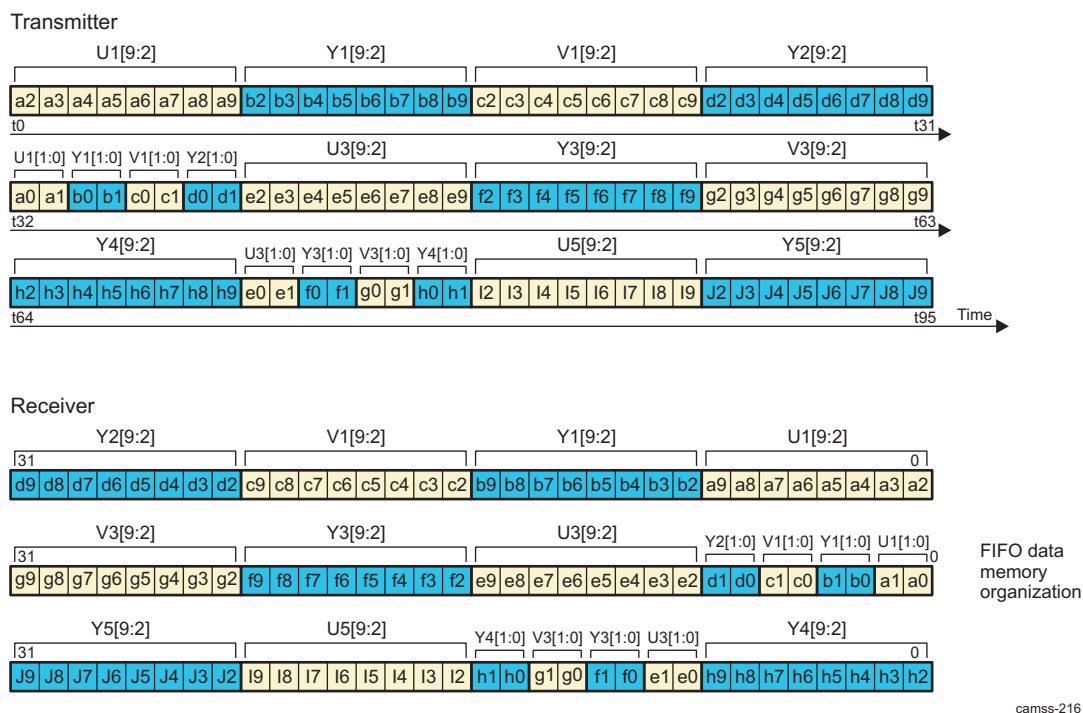 Transmitter
U1[9:2] Y1[9:2] V1[9:2] Y2[9:2]
a2 a3 a4 a5 a6 a7 a8 a9 b2 b3 b4 b5 b6 b7 b8 b9 c2 c3 c4 c5 c6 c7 c8 c9 d2 d3 d4 d5 d6 d7 d8 d9
t0 t31
U1[1:0] Y1[1:0] V1[1:0] Y2[1:0] U3[9:2] Y3[9:2] V3[9:2]
a0 a1 b0 b1 c0 c1 d0 d1 e2 e3 e4 e5 e6 e7 e8 e9 f2 f3 f4 f5 f6 f7 f8 f9 g2 g3 g4 g5 g6 g7 g8 g9
t32 t63
Y4[9:2] U3[1:0] Y3[1:0] V3[1:0] Y4[1:0] U5[9:2] Y5[9:2]
h2 h3 h4 h5 h6 h7 h8 h9 e0 e1 f0 f1 g0 g1 h0 h1 I2 I3 I4 I5 I6 I7 I8 I9 J2 J3 J4 J5 J6 J7 J8 J9
t64 t95 Time
Receiver
Y2[9:2] V1[9:2] Y1[9:2] U1[9:2]
31 0
d9 d8 d7 d6 d5 d4 d3 d2 c9 c8 c7 c6 c5 c4 c3 c2 b9 b8 b7 b6 b5 b4 b3 b2 a9 a8 a7 a6 a5 a4 a3 a2
V3[9:2] Y3[9:2] U3[9:2] Y2[1:0] V1[1:0] Y1[1:0] U1[1:0]
31 0
g9 g8 g7 g6 g5 g4 g3 g2 f9 f8 f7 f6 f5 f4 f3 f2 e9 e8 e7 e6 e5 e4 e3 e2 d1 d0 c1 c0 b1 b0 a1 a0
FIFO data
memory
organization
Y5[9:2] U5[9:2] Y4[1:0] V3[1:0] Y3[1:0] U3[1:0] Y4[9:2]
31 0
J9 J8 J7 J6 J5 J4 J3 J2 I9 I8 I7 I6 I5 I4 I3 I2 h1 h0 g1 g0 f1 f0 e1 e0 h9 h8 h7 h6 h5 h4 h3 h2
camss-216